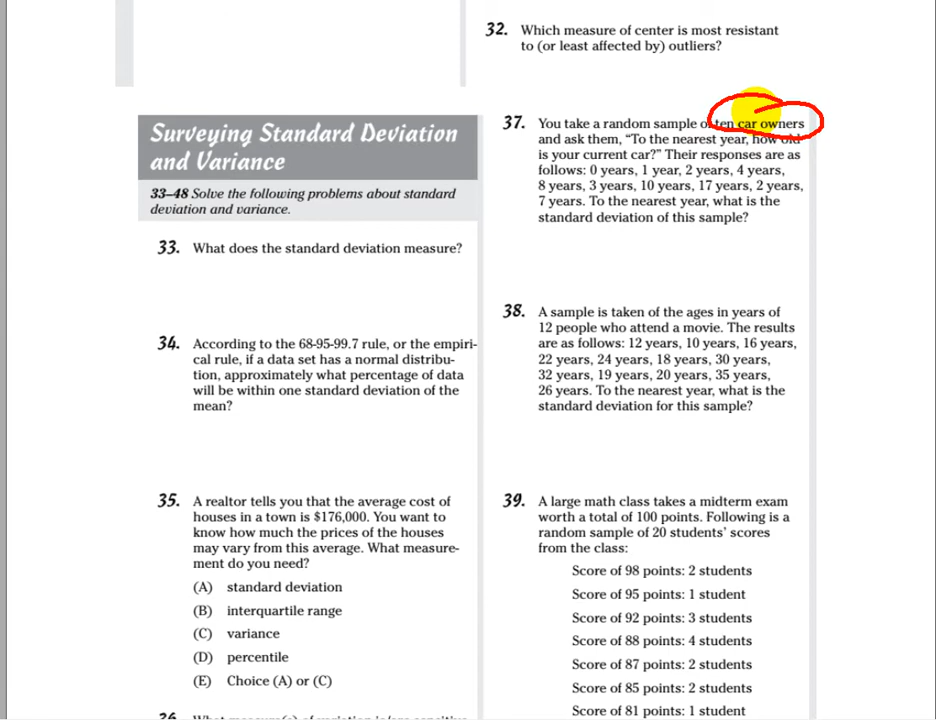 32. Which measure of center is most resistant
to (or least affected by) outliers?
Surveying Standard Deviation
and Variance
33–48 Solve the following problems about standard
deviation and variance.
33. What does the standard deviation measure?
34. According to the 68-95-99.7 rule, or the empiri-
cal rule, if a data set has a normal distribu-
tion, approximately what percentage of data
will be within one standard deviation of the
mean?
35. A realtor tells you that the average cost of
houses in a town is $176,000. You want to
know how much the prices of the houses
may vary from this average. What measure-
ment do you need?
(A) standard deviation
(B) interquartile range
(C) variance
(D) percentile
(E) Choice (A) or (C)
37. You take a random sample of ten car owners
and ask them, “To the nearest year, how old
is your current car?” Their responses are as
follows: 0 years, 1 year, 2 years, 4 years,
8 years, 3 years, 10 years, 17 years, 2 years,
7 years. To the nearest year, what is the
standard deviation of this sample?
38. A sample is taken of the ages in years of
12 people who attend a movie. The results
are as follows: 12 years, 10 years, 16 years,
22 years, 24 years, 18 years, 30 years,
32 years, 19 years, 20 years, 35 years,
26 years. To the nearest year, what is the
standard deviation for this sample?
39. A large math class takes a midterm exam
worth a total of 100 points. Following is a
random sample of 20 students’ scores
from the class:
Score of 98 points: 2 students
Score of 95 points: 1 student
Score of 92 points: 3 students
Score of 88 points: 4 students
Score of 87 points: 2 students
Score of 85 points: 2 students
Score of 81 points: 1 student